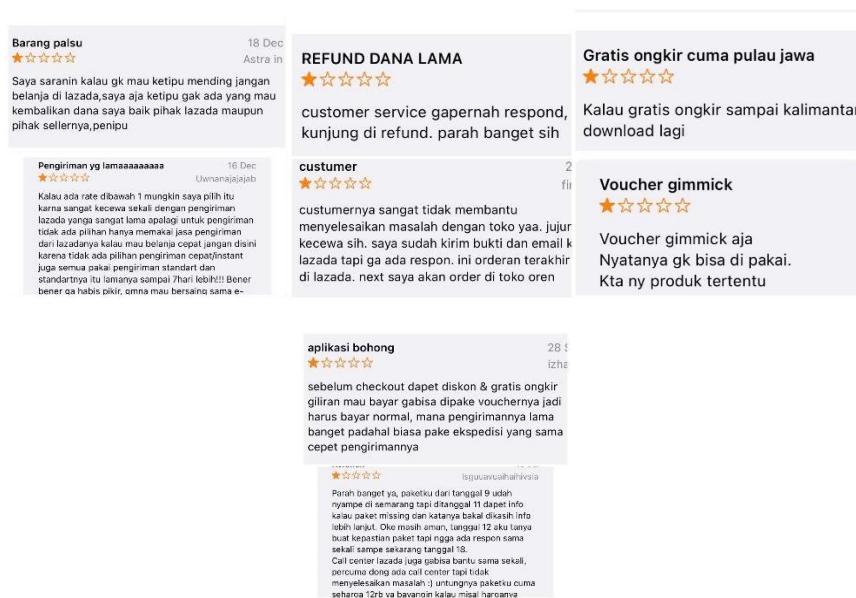 Barang palsu
18 Dec
Astra in
Saya saranin kalau gk mau ketipu mending jangan
belanja di lazada,saya aja ketipu gak ada yang mau
kembalikan dana saya baik pihak lazada maupun
pihak sellernya,penipu
Pengiriman yg lamaaaaaaaaa
16 Dec
Uwnanajajajab
Kalau ada rate dibawah 1 mungkin saya pilih itu
karna sangat kecewa sekali dengan pengiriman
lazada yanga sangat lama apalagi untuk pengiriman
tidak ada pilihan hanya memakai jasa pengiriman
dari lazadanya kalau mau belanja cepat jangan disini
karena tidak ada pilihan pengiriman cepat/instant
juga semua pakai pengiriman standart dan
standartnya itu lamanya sampai 7hari lebih!!! Bener
bener ga habis pikir, gmna mau bersaing sama e-
REFUND DANA LAMA
customer service gapernah respond,
kunjung di refund. parah banget sih
custumer
2
fir
custumernya sangat tidak membantu
menyelesaikan masalah dengan toko yaa. jujur
kecewa sih. saya sudah kirim bukti dan email k
lazada tapi ga ada respon. ini orderan terakhir
di lazada. next saya akan order di toko oren
Gratis ongkir cuma pulau jawa
Kalau gratis ongkir sampai kalimantan
download lagi
Voucher gimmick
Voucher gimmick aja
Nyatanya gk bisa di pakai.
Kta ny produk tertentu
aplikasi bohong
28 S
izha
sebelum checkout dapet diskon & gratis ongkir
giliran mau bayar gabisa dipake vouchernya jadi
harus bayar normal, mana pengirimannya lama
banget padahal biasa pake ekspedisi yang sama
cepet pengirimannya
Isguuavuaihaihivsia
Parah banget ya, paketku dari tanggal 9 udah
nyampe di semarang tapi ditanggal 11 dapet info
kalau paket missing dan katanya bakal dikasih info
lebih lanjut. Oke masih aman, tanggal 12 aku tanya
buat kepastian paket tapi ngga ada respon sama
sekali sampe sekarang tanggal 18.
Call center lazada juga gabisa bantu sama sekali,
percuma dong ada call center tapi tidak
menyelesaikan masalah :) untungnya paketku cuma
seharga 12rb ya bayangin kalau misal harganya